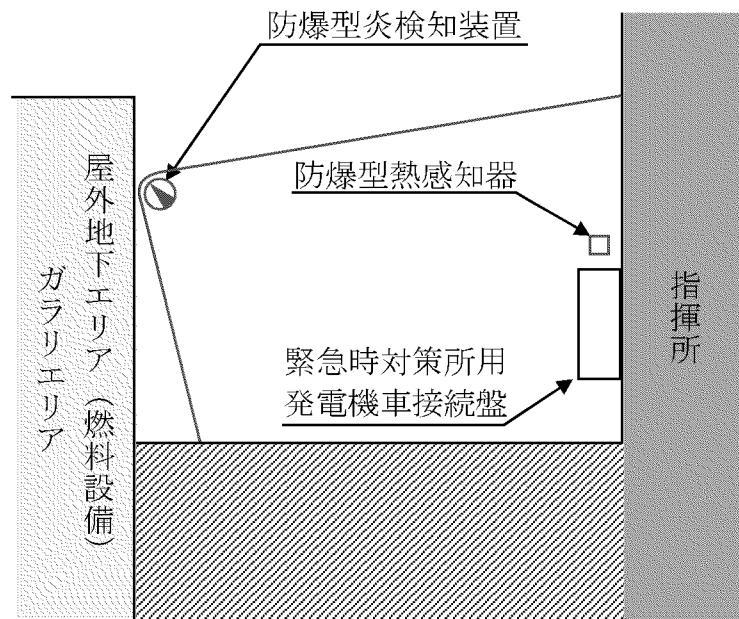 防爆型炎検知装置
防爆型熱感知器
屋外地下エリア（燃料設備）
ガラリエリア
緊急時対策所用
発電機車接続盤
指揮所